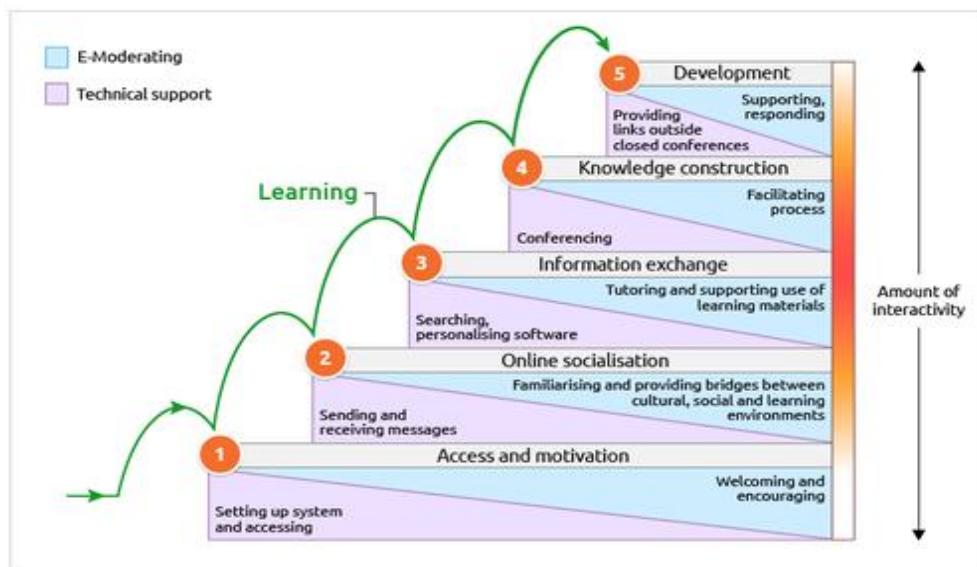 E-Moderating
Technical support
Learning
5
Development
Supporting,
responding
Providing
links outside
closed conferences
4
Knowledge construction
Facilitating
process
Conferencing
3
Information exchange
Tutoring and supporting use of
learning materials
Searching,
personalising software
2
Online socialisation
Familiarising and providing bridges between
cultural, social and learning
environments
Sending and
receiving messages
1
Access and motivation
Welcoming and
encouraging
Setting up system
and accessing
Amount of
interactivity